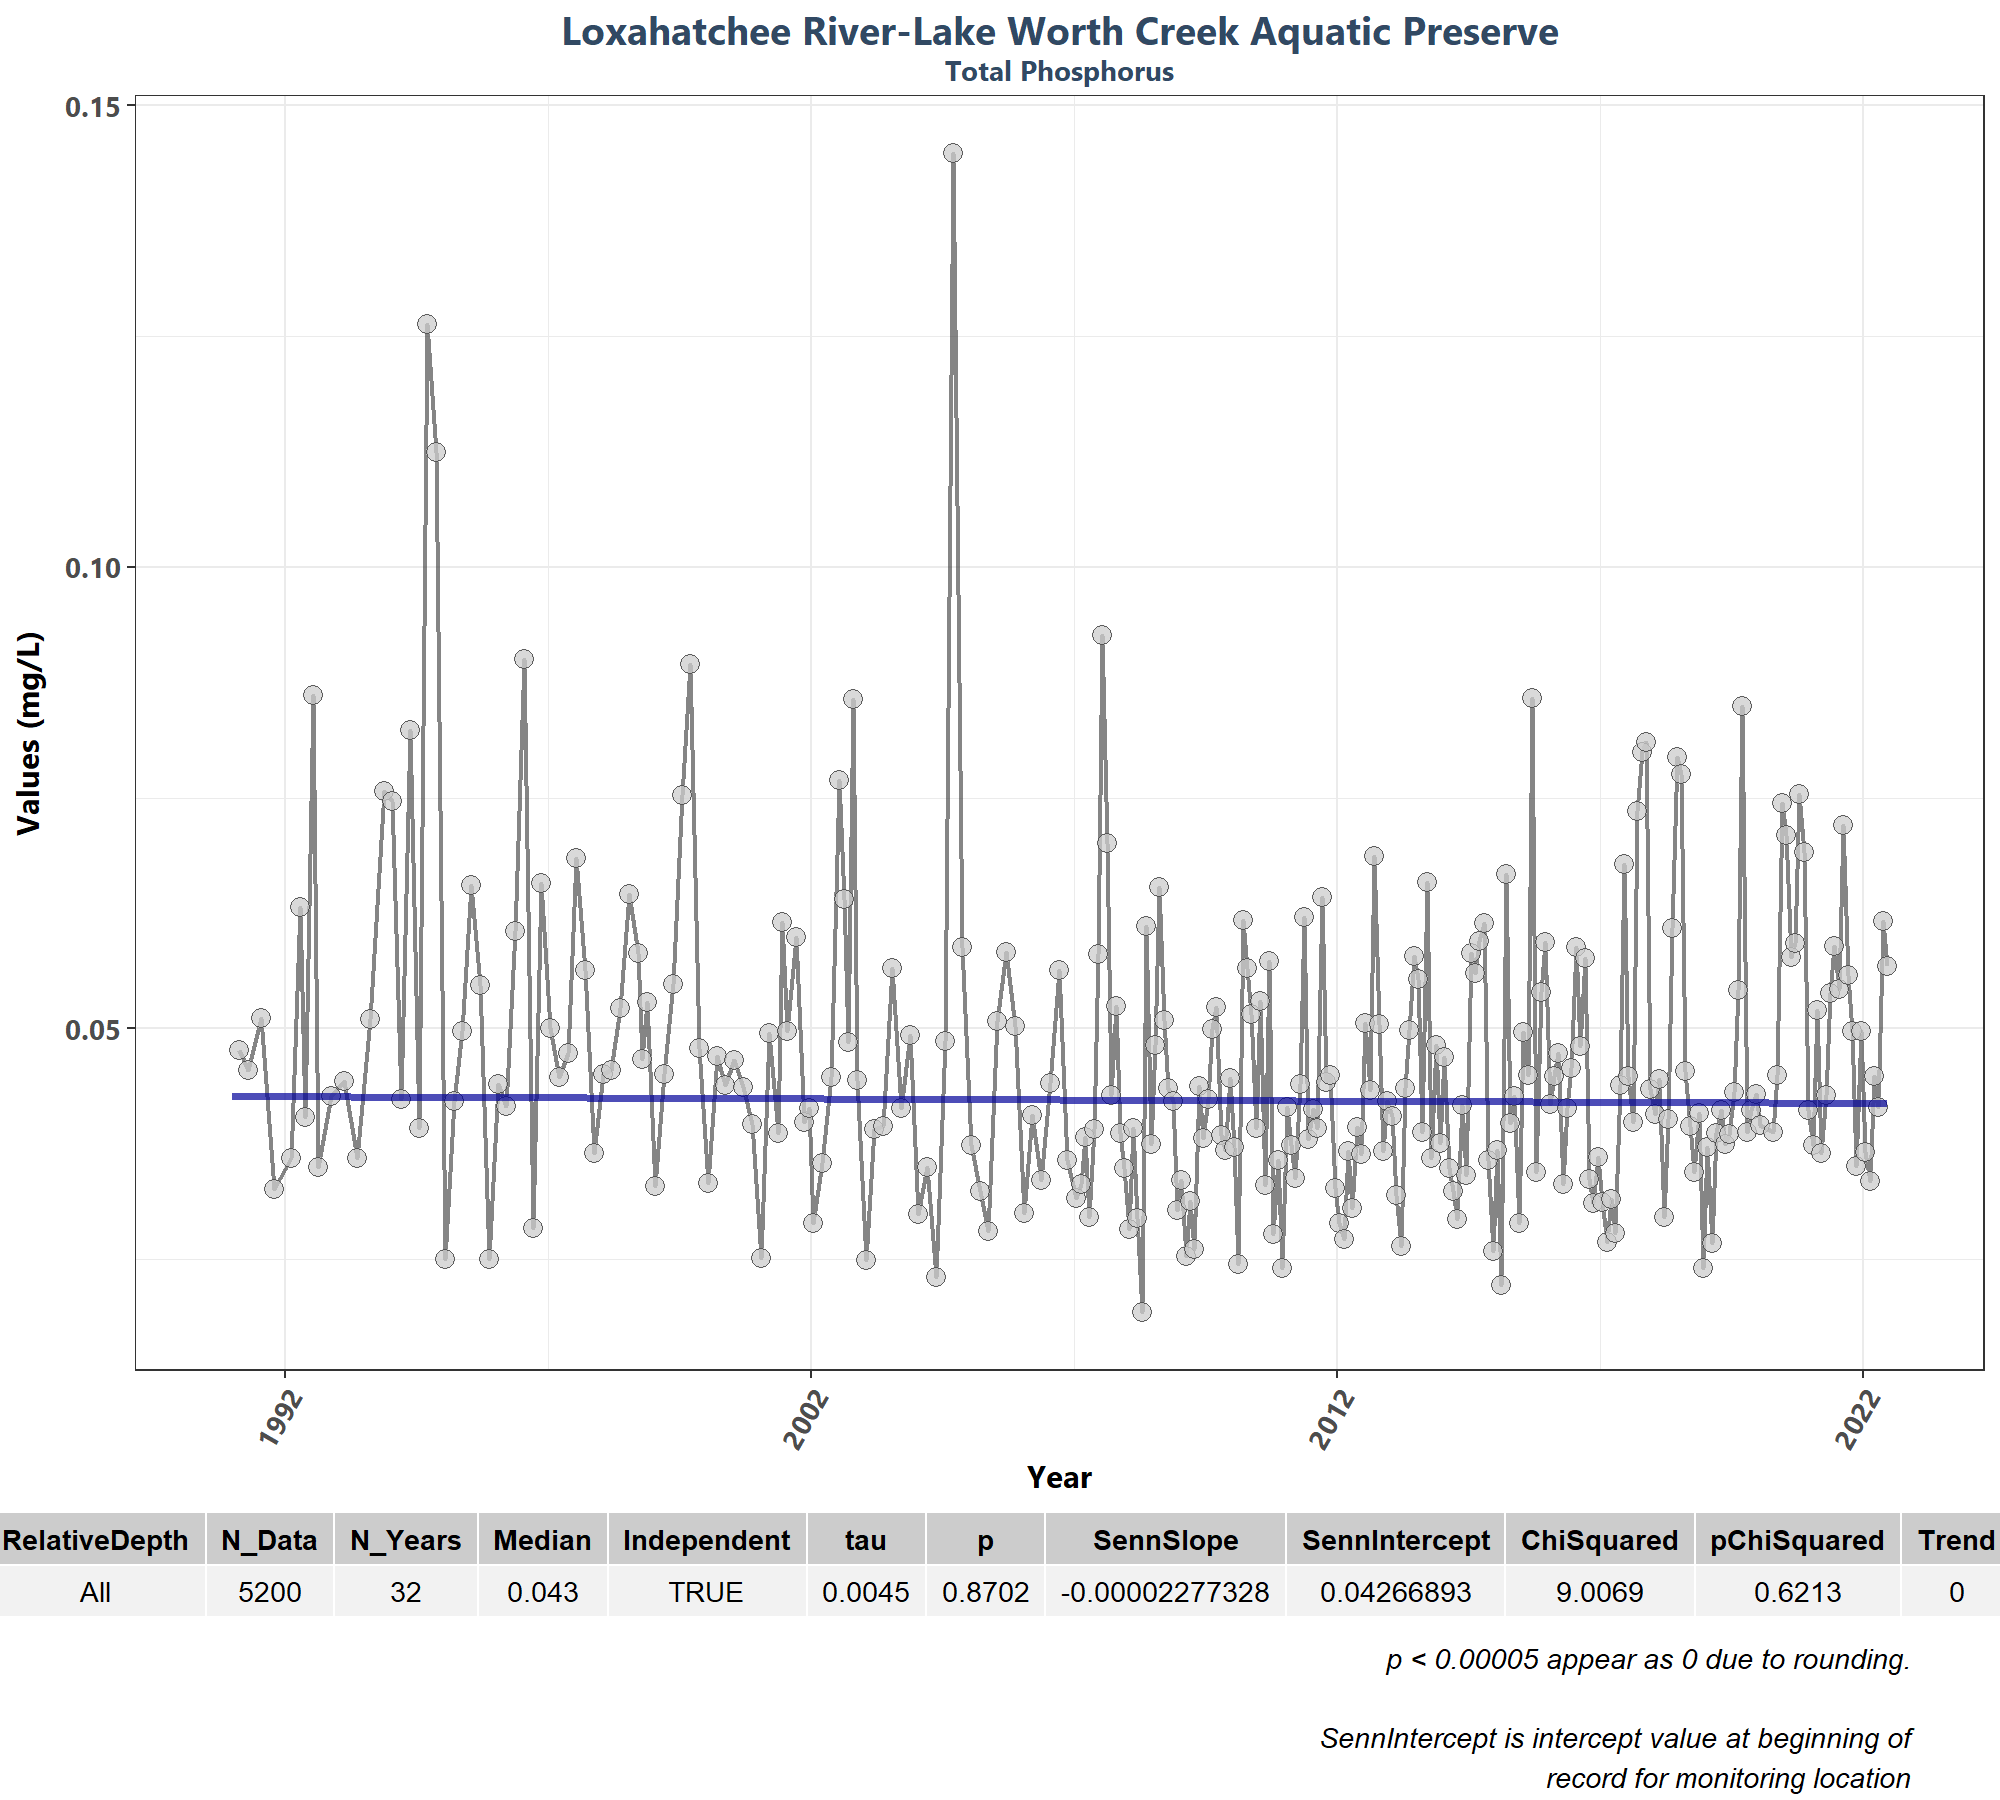 Loxahatchee River-Lake Worth Creek Aquatic Preserve
Total Phosphorus
0.15
0.10
0.05
Values (mg/L)
1992
2002
2012
2022
Year
RelativeDepth N_Data N_Years Median Independent tau p SennSlope SennIntercept ChiSquared pChiSquared Trend
All 5200 32 0.043 TRUE 0.0045 0.8702 -0.00002277328 0.04266893 9.0069 0.6213 0
p < 0.00005 appear as 0 due to rounding.
SennIntercept is intercept value at beginning of
record for monitoring location